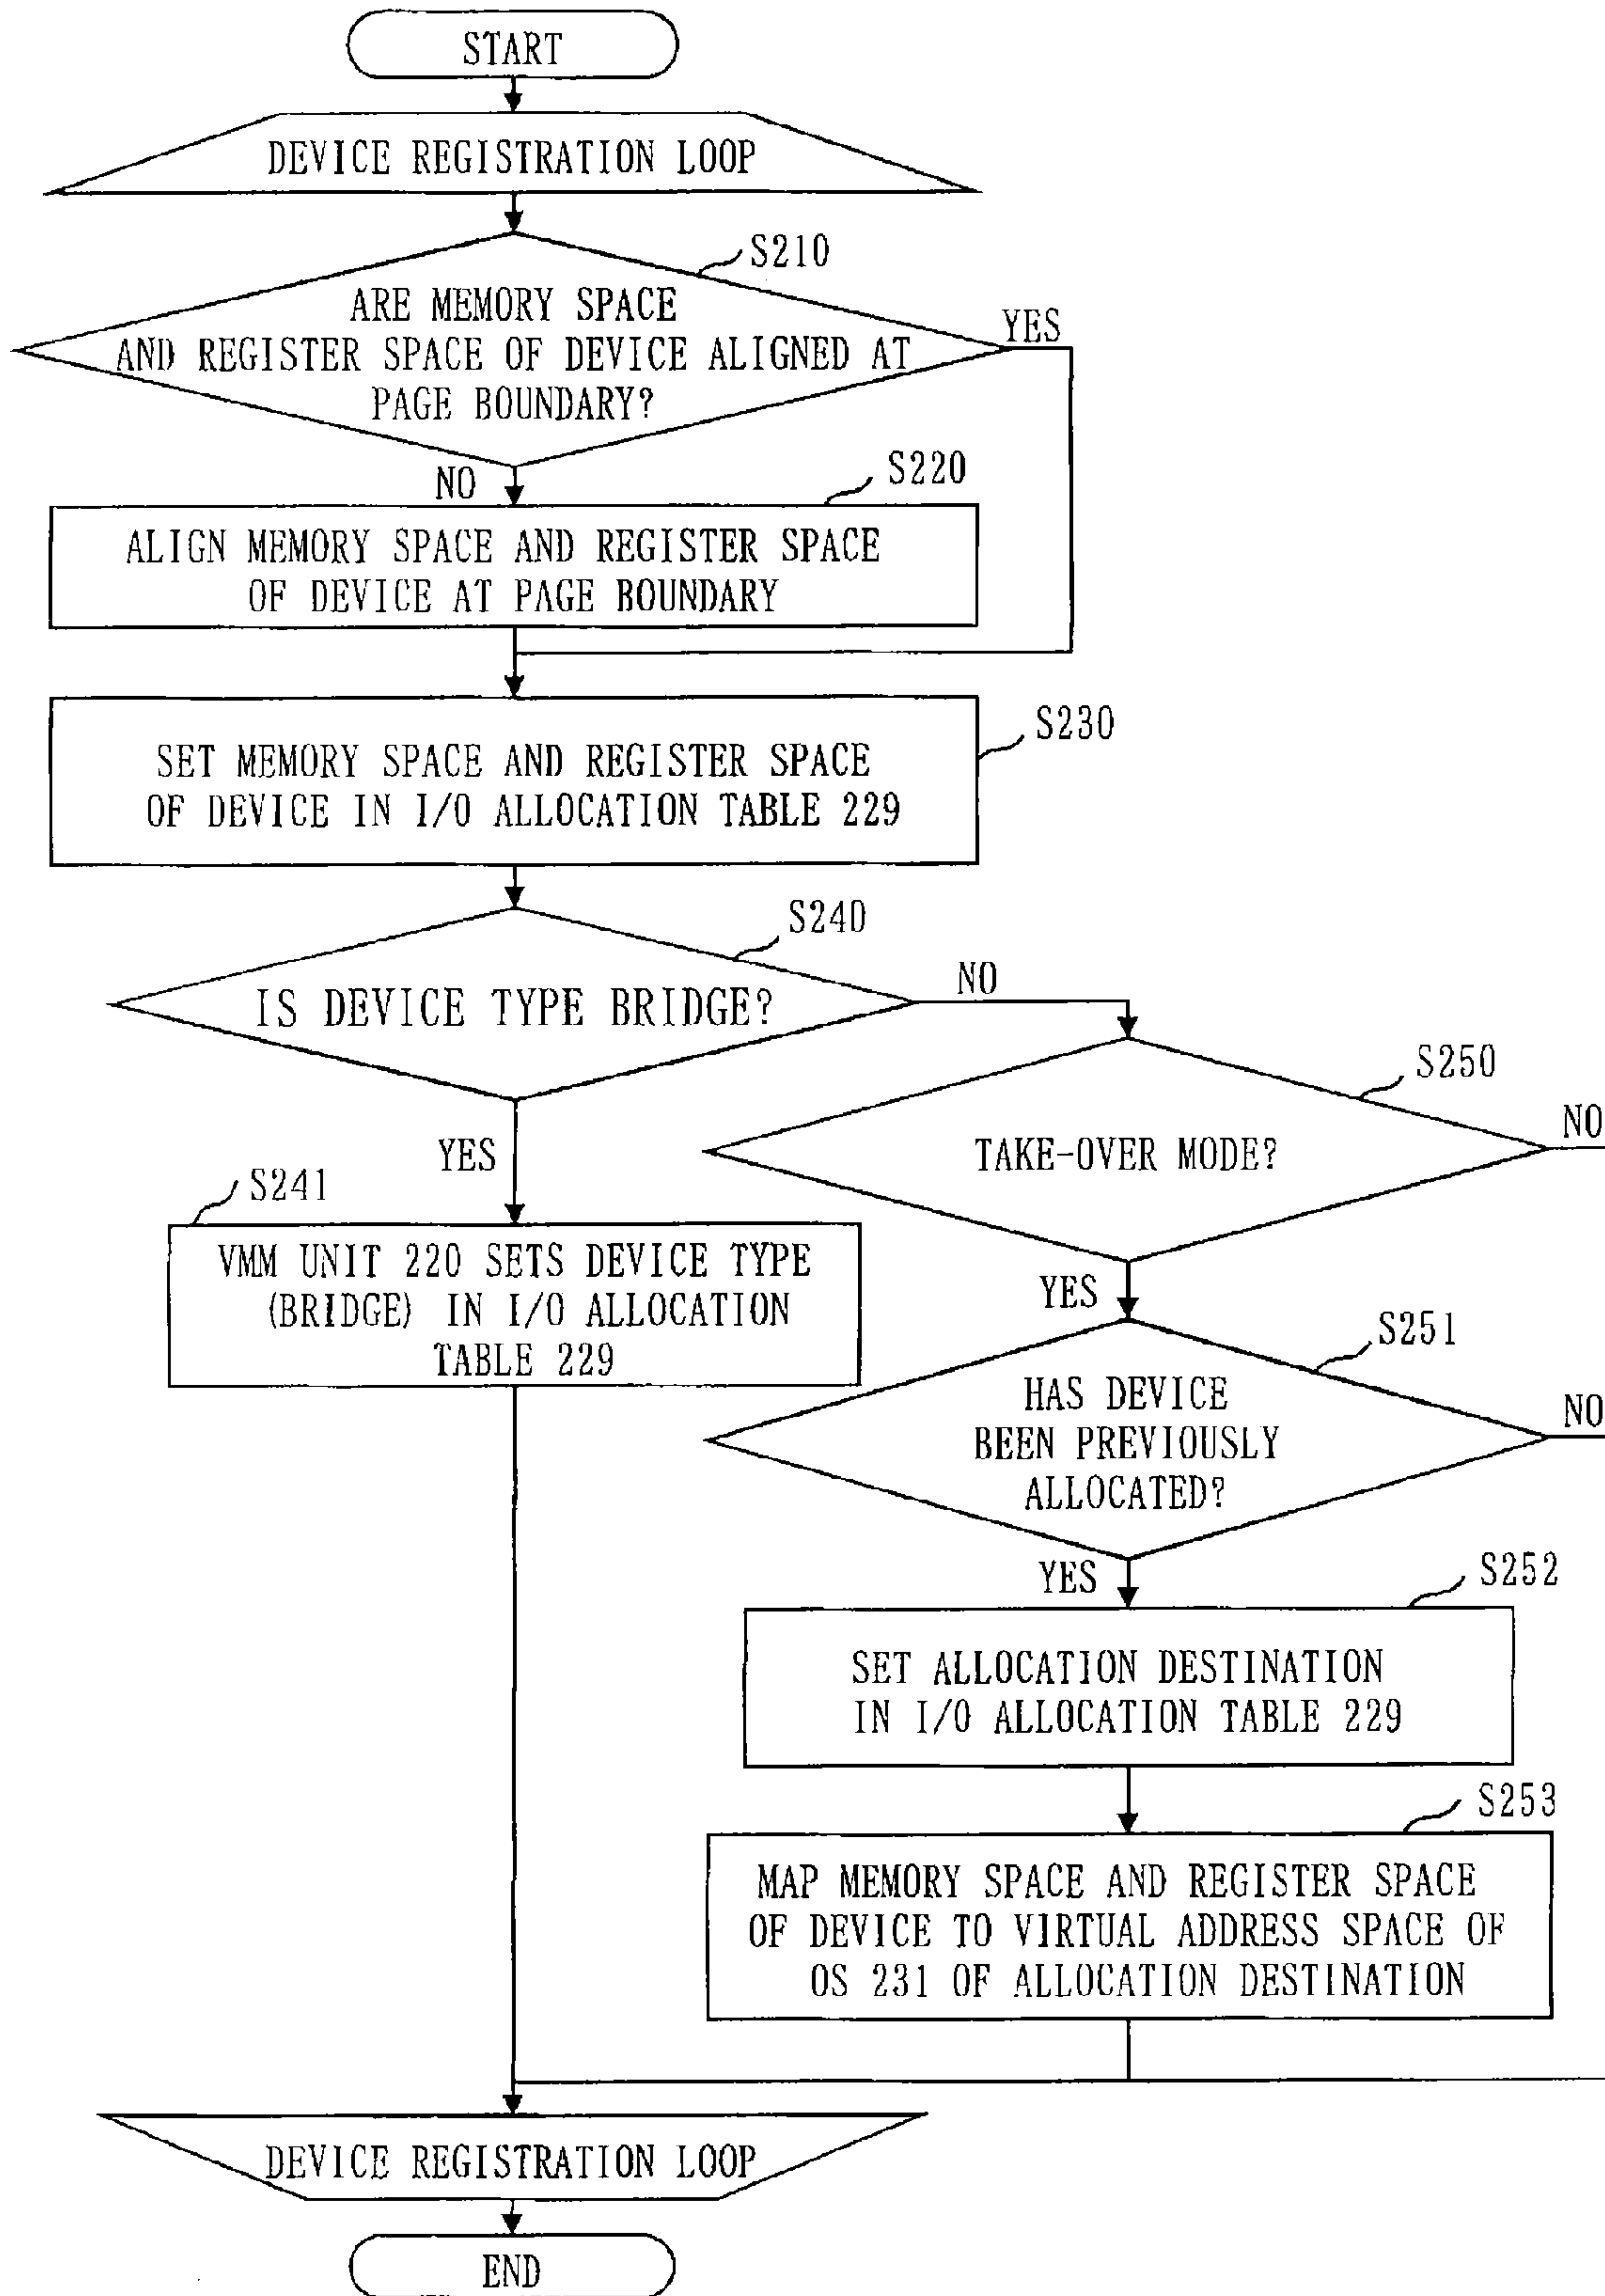 START
DEVICE REGISTRATION LOOP
S210
ARE MEMORY SPACE
AND REGISTER SPACE OF DEVICE ALIGNED AT
PAGE BOUNDARY?
YES
NO
S220
ALIGN MEMORY SPACE AND REGISTER SPACE
OF DEVICE AT PAGE BOUNDARY
S230
SET MEMORY SPACE AND REGISTER SPACE
OF DEVICE IN I/O ALLOCATION TABLE 229
S240
IS DEVICE TYPE BRIDGE?
NO
YES
S241
VMM UNIT 220 SETS DEVICE TYPE
(BRIDGE) IN I/O ALLOCATION
TABLE 229
S250
TAKE-OVER MODE?
NO
YES
S251
HAS DEVICE
BEEN PREVIOUSLY
ALLOCATED?
NO
YES
S252
SET ALLOCATION DESTINATION
IN I/O ALLOCATION TABLE 229
S253
MAP MEMORY SPACE AND REGISTER SPACE
OF DEVICE TO VIRTUAL ADDRESS SPACE OF
OS 231 OF ALLOCATION DESTINATION
DEVICE REGISTRATION LOOP
END